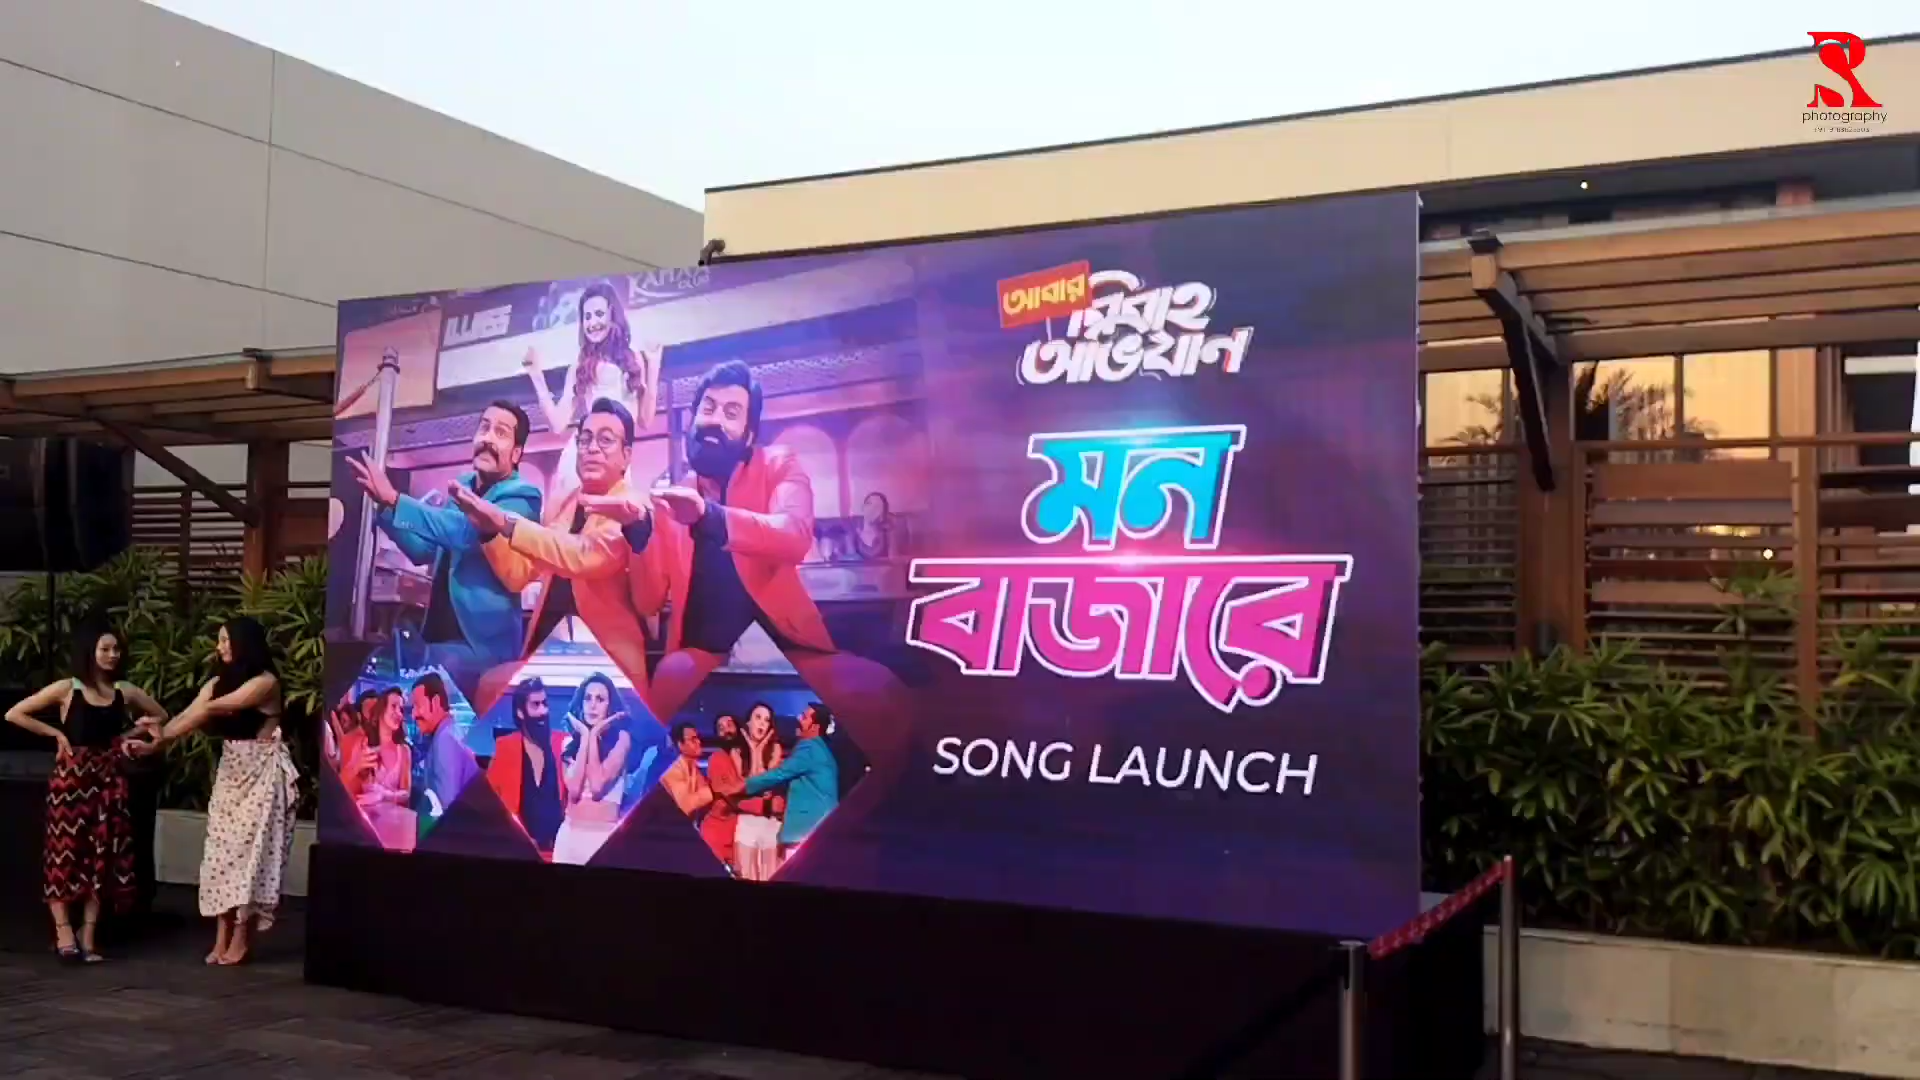 আবার
বিবাহ
অভিযান
মন
বাজারে
SONG LAUNCH
R
photography